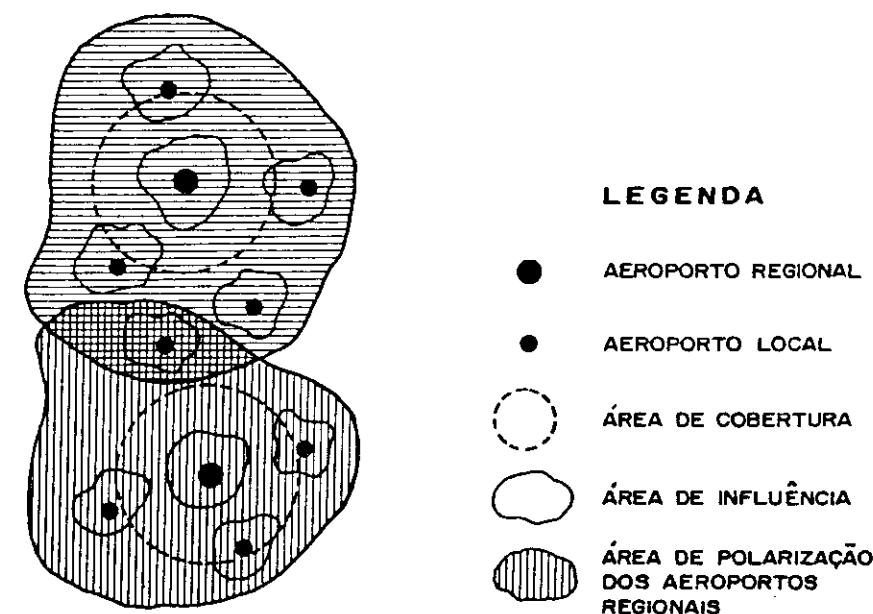 LEGENDA
AEROPORTO REGIONAL
AEROPORTO LOCAL
ÁREA DE COBERTURA
ÁREA DE INFLUÊNCIA
ÁREA DE POLARIZAÇÃO
DOS AEROPORTOS
REGIONAIS